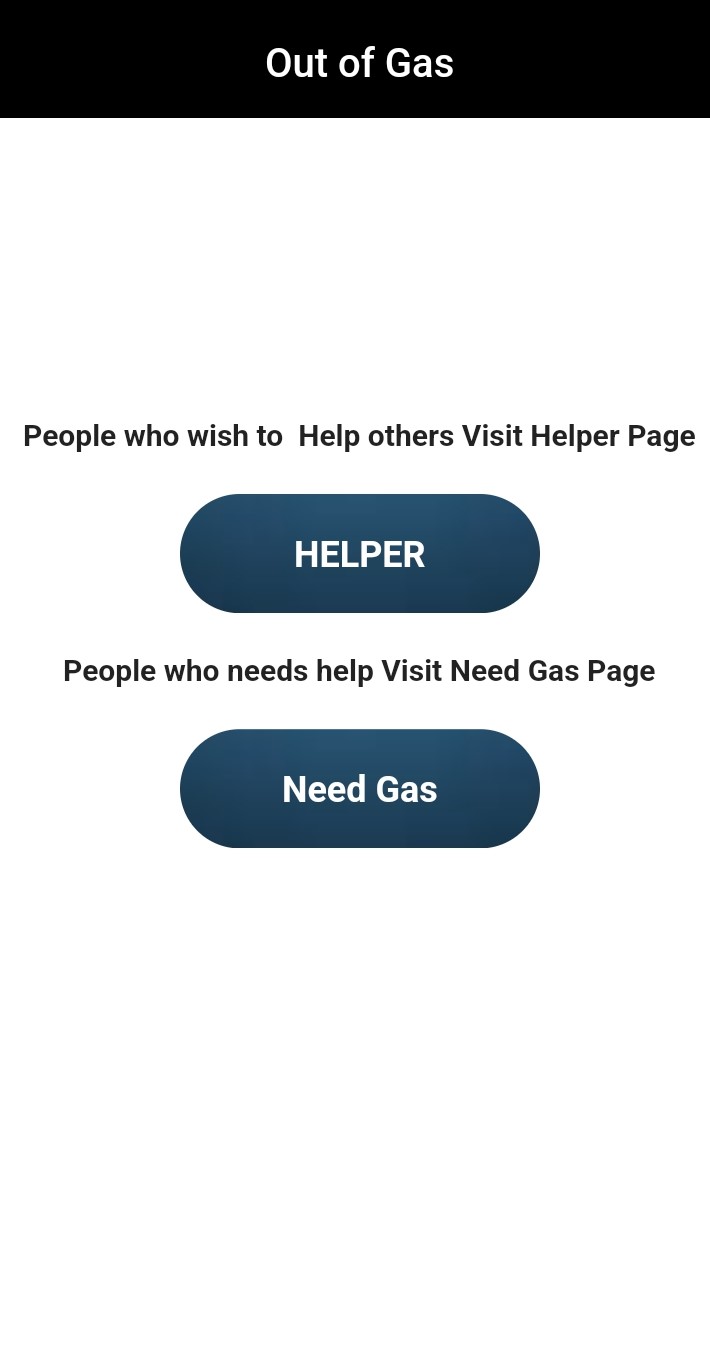 Out of Gas
People who wish to  Help others Visit Helper Page
HELPER
People who needs help Visit Need Gas Page
Need Gas